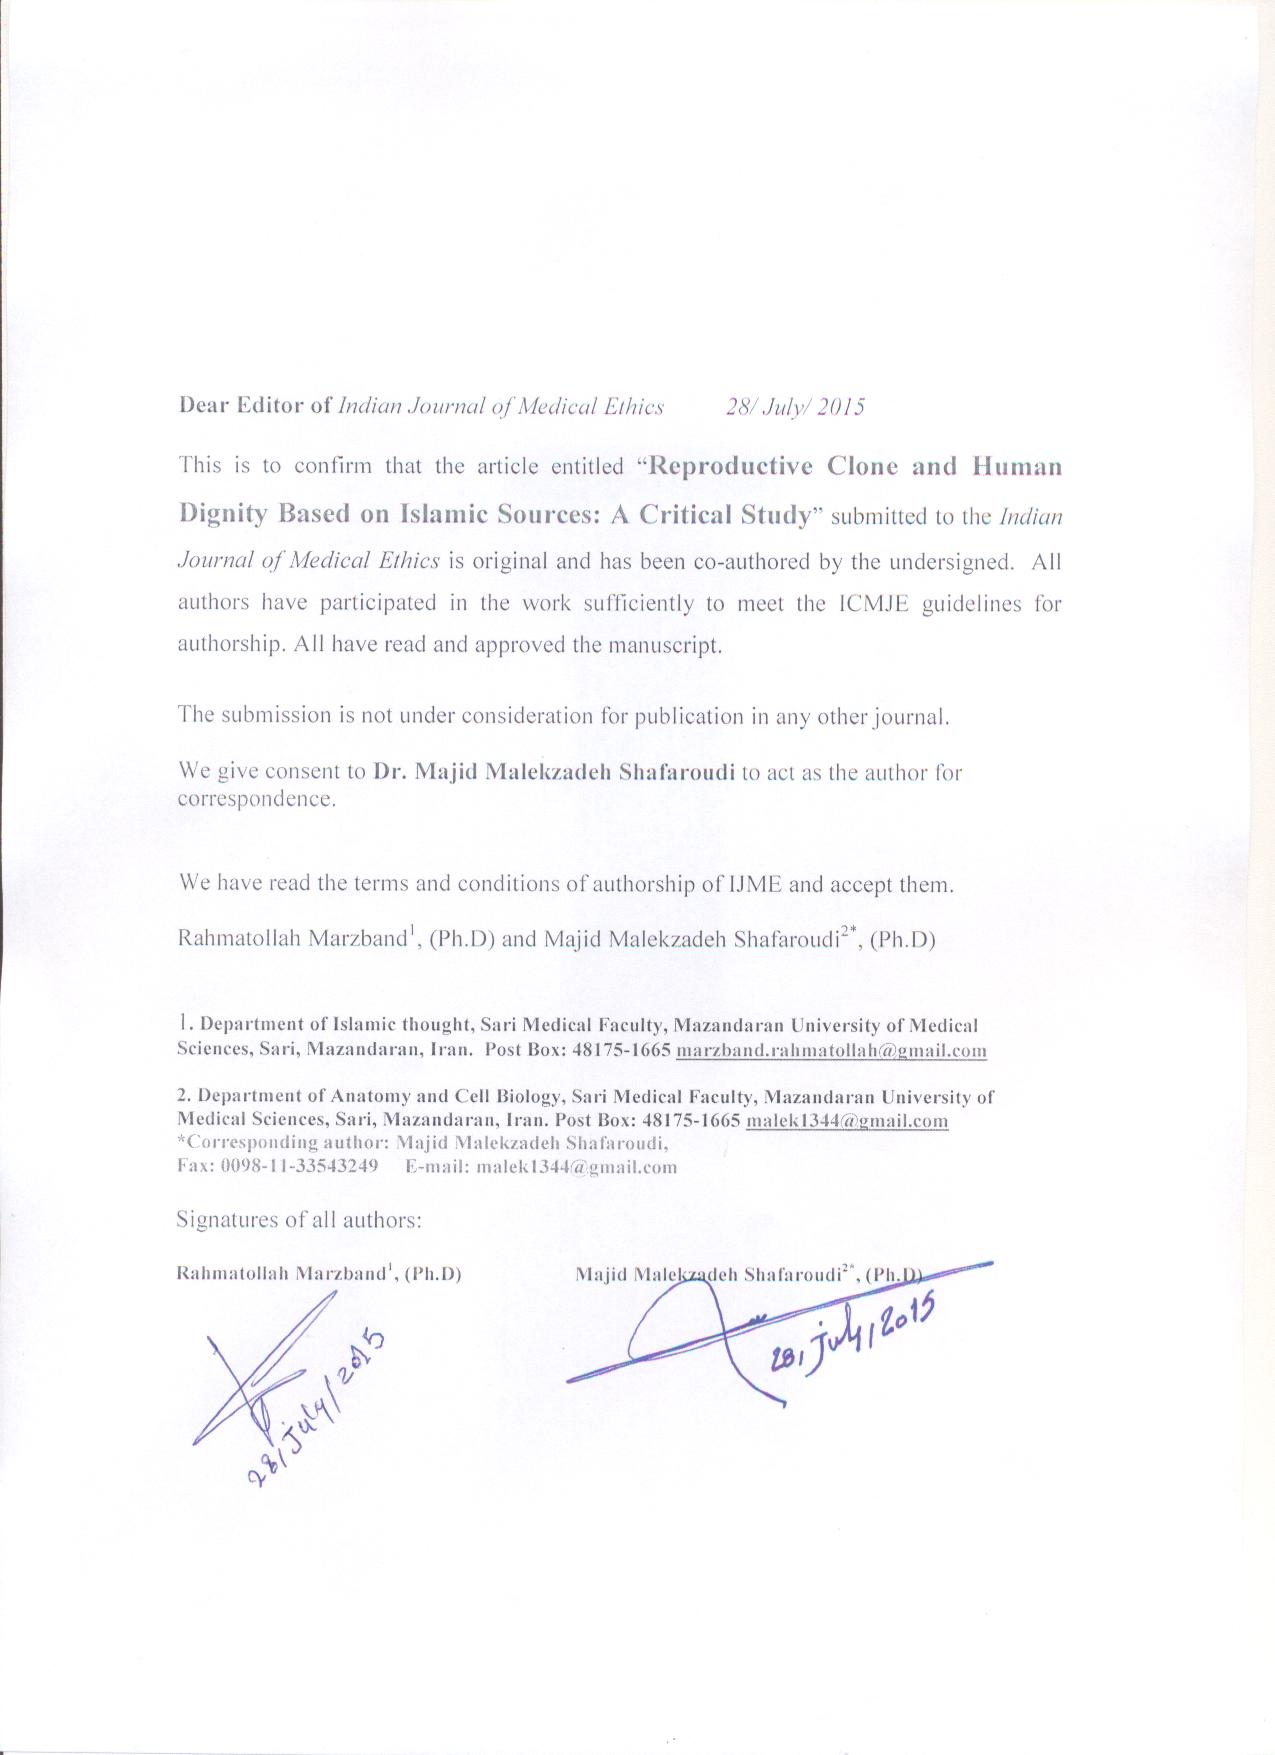 Dear Editor of Indian Journal of Medical Ethics 28/ July/ 2015
This is to confirm that the article entitled “Reproductive Clone and Human
Dignity Based on Islamic Sources: A Critical Study” submitted to the Indian
Journal of Medical Ethics is original and has been co-authored by the undersigned. All
authors have participated in the work sufficiently to meet the ICMJE guidelines for
authorship. All have read and approved the manuscript.
The submission is not under consideration for publication in any other journal.
We give consent to Dr. Majid Malekzadeh Shafaroudi to act as the author for
correspondence.
We have read the terms and conditions of authorship of IJME and accept them.
Rahmatollah Marzband¹, (Ph.D) and Majid Malekzadeh Shafaroudi²*, (Ph.D)
1. Department of Islamic thought, Sari Medical Faculty, Mazandaran University of Medical
Sciences, Sari, Mazandaran, Iran. Post Box: 48175-1665 marzband.rahmatollah@gmail.com
2. Department of Anatomy and Cell Biology, Sari Medical Faculty, Mazandaran University of
Medical Sciences, Sari, Mazandaran, Iran. Post Box: 48175-1665 malek1344@gmail.com
*Corresponding author: Majid Malekzadeh Shafaroudi,
Fax: 0098-11-33543249 E-mail: malek1344@gmail.com
Signatures of all authors:
Rahmatollah Marzband¹, (Ph.D) Majid Malekzadeh Shafaroudi²*, (Ph.D)
28/July/2015
28, July, 2015